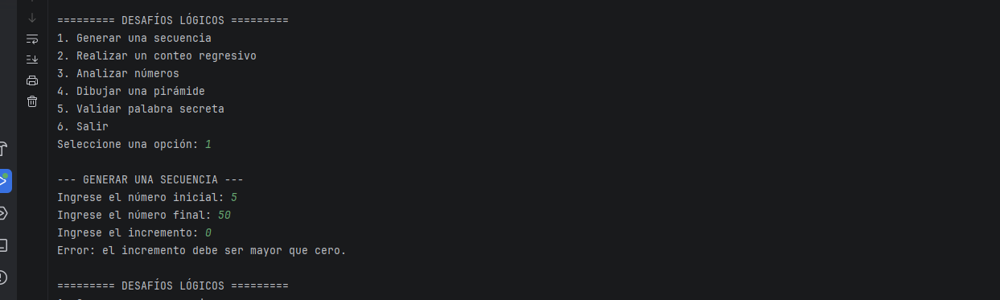 ========= DESAFÍOS LÓGICOS =========
1. Generar una secuencia
2. Realizar un conteo regresivo
3. Analizar números
4. Dibujar una pirámide
5. Validar palabra secreta
6. Salir
Seleccione una opción: 1
--- GENERAR UNA SECUENCIA ---
Ingrese el número inicial: 5
Ingrese el número final: 50
Ingrese el incremento: 0
Error: el incremento debe ser mayor que cero.
========= DESAFÍOS LÓGICOS =========